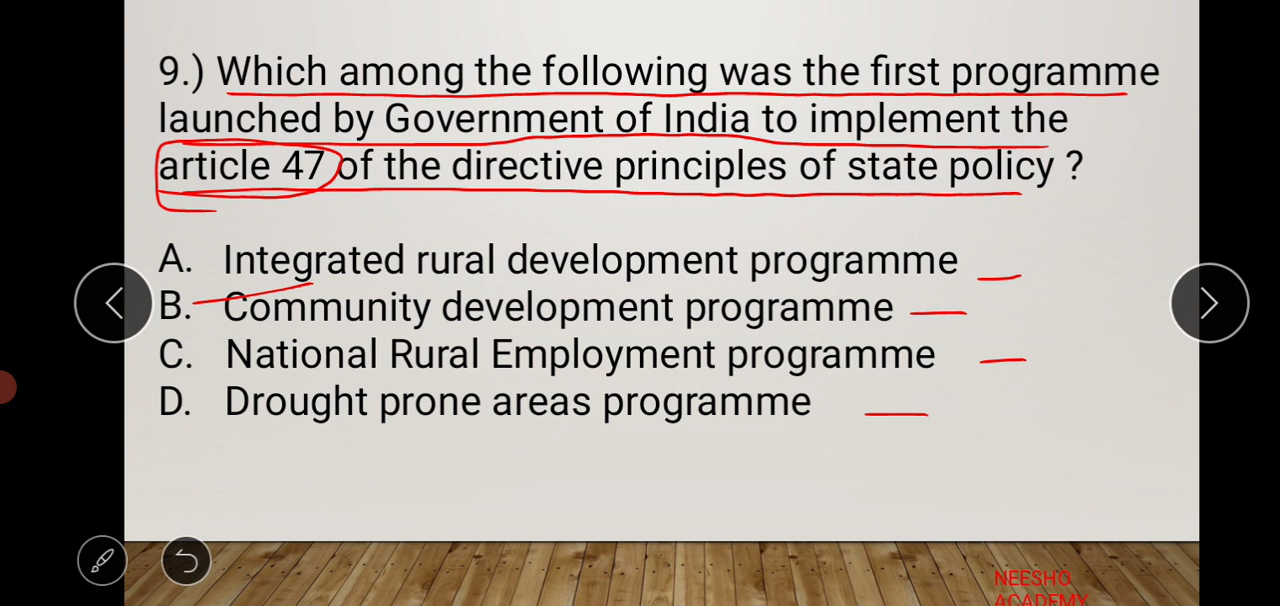 9.) Which among the following was the first programme
launched by Government of India to implement the
article 47 of the directive principles of state policy ?
A. Integrated rural development programme
B. Community development programme
C. National Rural Employment programme
D. Drought prone areas programme
NEESHO
ACADEMY